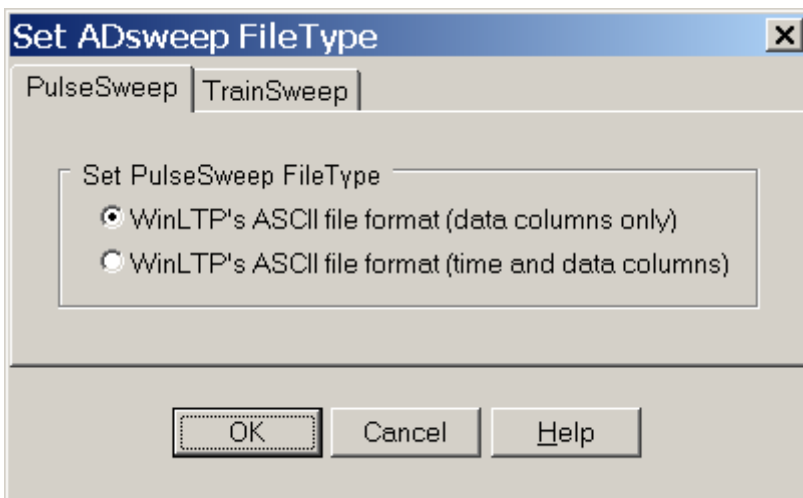 Set ADsweep FileType
PulseSweep TrainSweep
Set PulseSweep FileType
WinLTP's ASCII file format (data columns only)
WinLTP's ASCII file format (time and data columns)
OK Cancel Help